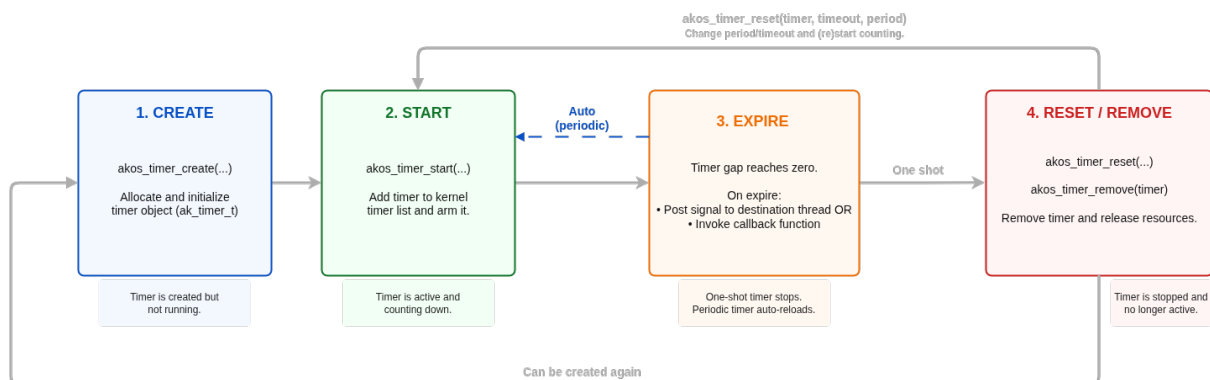 akos_timer_reset(timer, timeout, period)
Change period/timeout and (re)start counting.
1. CREATE
akos_timer_create(...)
Allocate and initialize
timer object (ak_timer_t)
Timer is created but
not running.
2. START
akos_timer_start(...)
Add timer to kernel
timer list and arm it.
Timer is active and
counting down.
Auto
(periodic)
3. EXPIRE
Timer gap reaches zero.
On expire:
• Post signal to destination thread OR
• Invoke callback function
One-shot timer stops.
Periodic timer auto-reloads.
One shot
4. RESET / REMOVE
akos_timer_reset(...)
akos_timer_remove(timer)
Remove timer and release resources.
Timer is stopped and
no longer active.
Can be created again